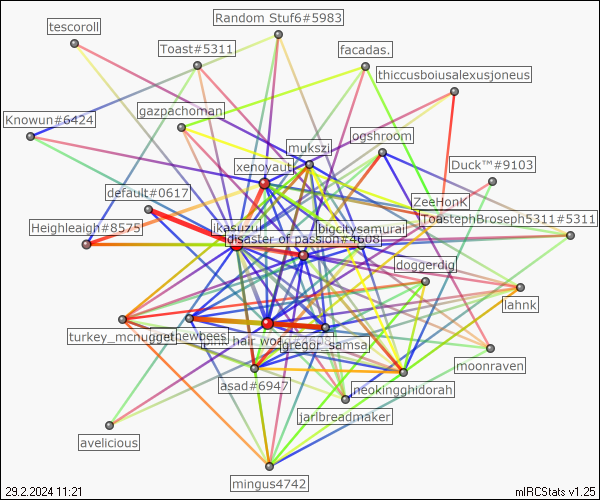 Random Stuf6#5983
tescoroll
Toast#5311
facadas.
thiccusboiusalexusjoneus
gazpachoman
Knowun#6424
ogshroom
mukszi
xenoyaut
Duck™#9103
default#0617
ZeeHonK
ToastephBroseph5311#5311
Heighleaigh#8575
jkasuzu
bigcitysamurai
disaster of passion#4608
doggerdig
lahnk
turkey_mcnugget
hewbees
hair
gregor_samsa
moonraven
asad#6947
neokingghidorah
jarlbreadmaker
avelicious
mingus4742
29.2.2024 11:21
mIRCStats v1.25